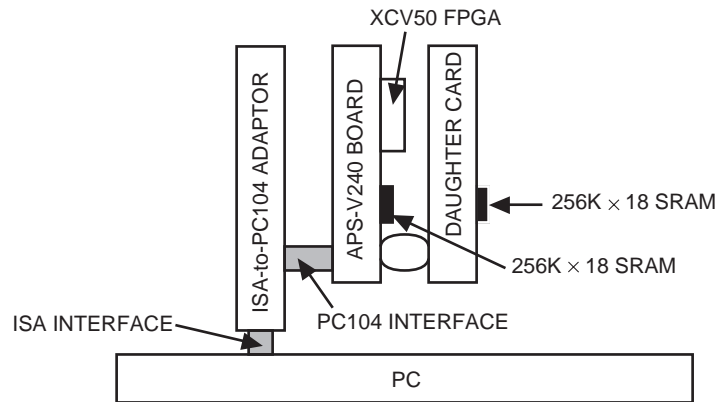 XCV50 FPGA
ISA-to-PC104 ADAPTOR
APS-V240 BOARD
DAUGHTER CARD
256K × 18 SRAM
256K × 18 SRAM
ISA INTERFACE
PC104 INTERFACE
PC